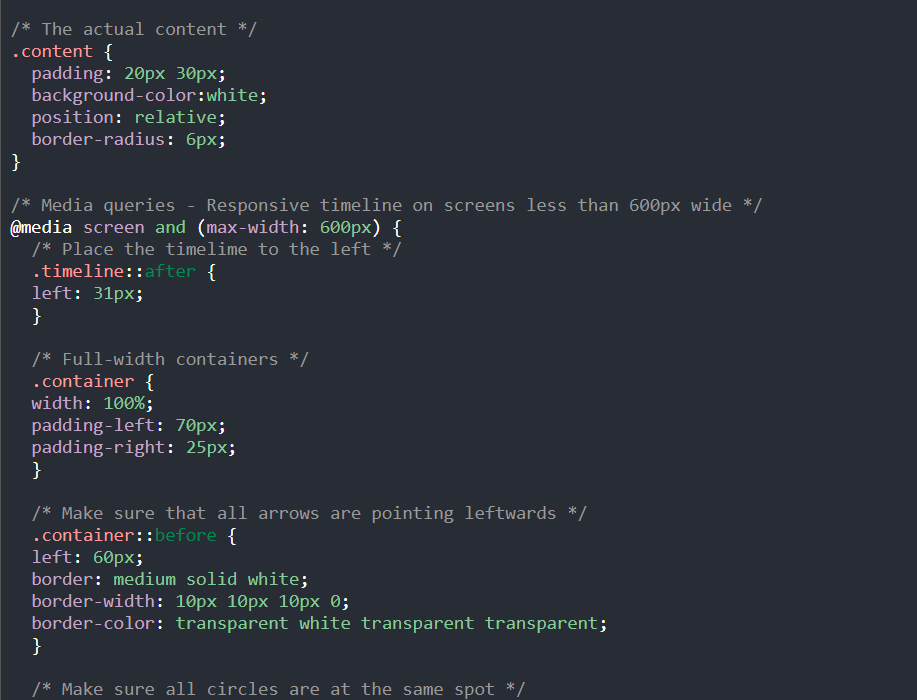 /* The actual content */
.content {
  padding: 20px 30px;
  background-color:white;
  position: relative;
  border-radius: 6px;
}

/* Media queries - Responsive timeline on screens less than 600px wide */
@media screen and (max-width: 600px) {
  /* Place the timelime to the left */
  .timeline::after {
  left: 31px;
  }

  /* Full-width containers */
  .container {
  width: 100%;
  padding-left: 70px;
  padding-right: 25px;
  }

  /* Make sure that all arrows are pointing leftwards */
  .container::before {
  left: 60px;
  border: medium solid white;
  border-width: 10px 10px 10px 0;
  border-color: transparent white transparent transparent;
  }

  /* Make sure all circles are at the same spot */